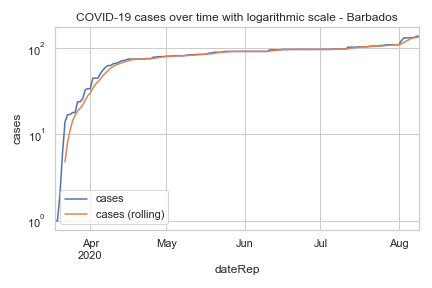 COVID-19 cases over time with logarithmic scale - Barbados
cases
10²
10¹
10⁰
cases
cases (rolling)
Apr
2020
May
Jun
Jul
Aug
dateRep